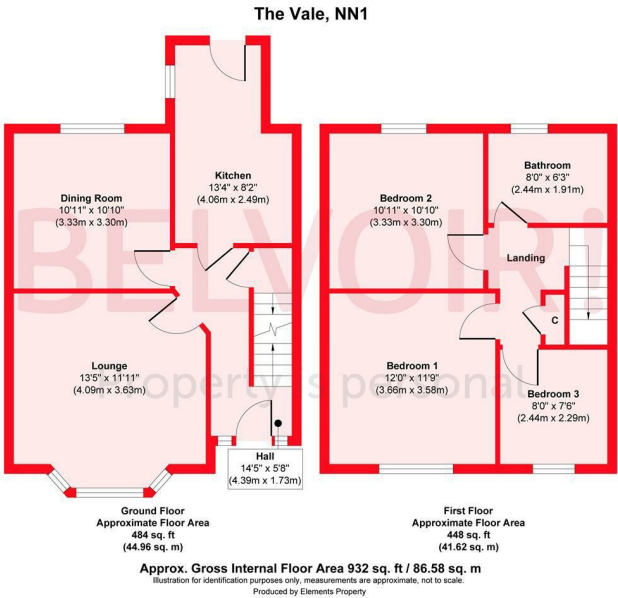 The Vale, NN1
Kitchen
13'4" x 8'2"
(4.06m x 2.49m)
Dining Room
10'11" x 10'10"
(3.33m x 3.30m)
Lounge
13'5" x 11'11"
(4.09m x 3.63m)
Hall
14'5" x 5'8"
(4.39m x 1.73m)
Ground Floor
Approximate Floor Area
484 sq. ft
(44.96 sq. m)
Bathroom
8'0" x 6'3"
(2.44m x 1.91m)
Bedroom 2
10'11" x 10'10"
(3.33m x 3.30m)
Landing
C
Bedroom 1
12'0" x 11'9"
(3.66m x 3.58m)
Bedroom 3
8'0" x 7'6"
(2.44m x 2.29m)
First Floor
Approximate Floor Area
448 sq. ft
(41.62 sq. m)
BELVOIR!
property is personal
Approx. Gross Internal Floor Area 932 sq. ft / 86.58 sq. m
Illustration for identification purposes only, measurements are approximate, not to scale.
Produced by Elements Property